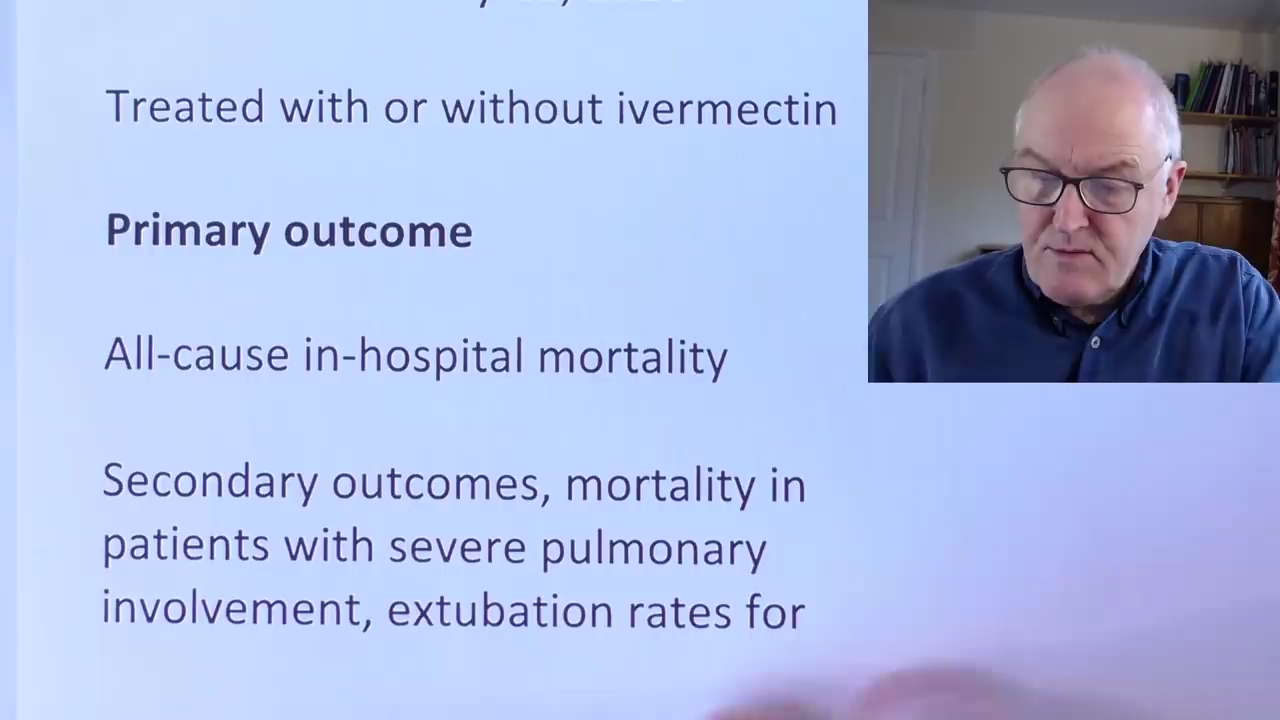 Treated with or without ivermectin
Primary outcome
All-cause in-hospital mortality
Secondary outcomes, mortality in
patients with severe pulmonary
involvement, extubation rates for